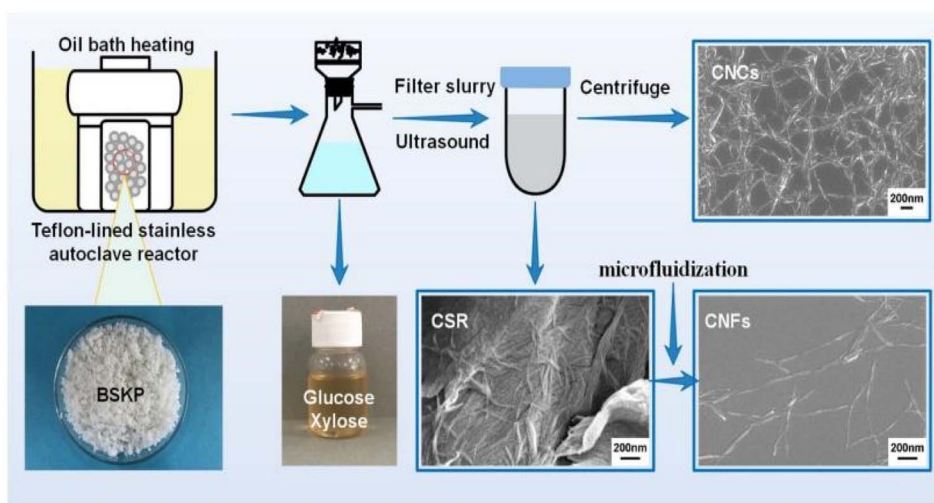 Oil bath heating
Teflon-lined stainless
autoclave reactor
BSKP
Glucose
Xylose
Filter slurry
Ultrasound
Centrifuge
CNCs
200nm
microfluidization
CSR
200nm
CNFs
200nm